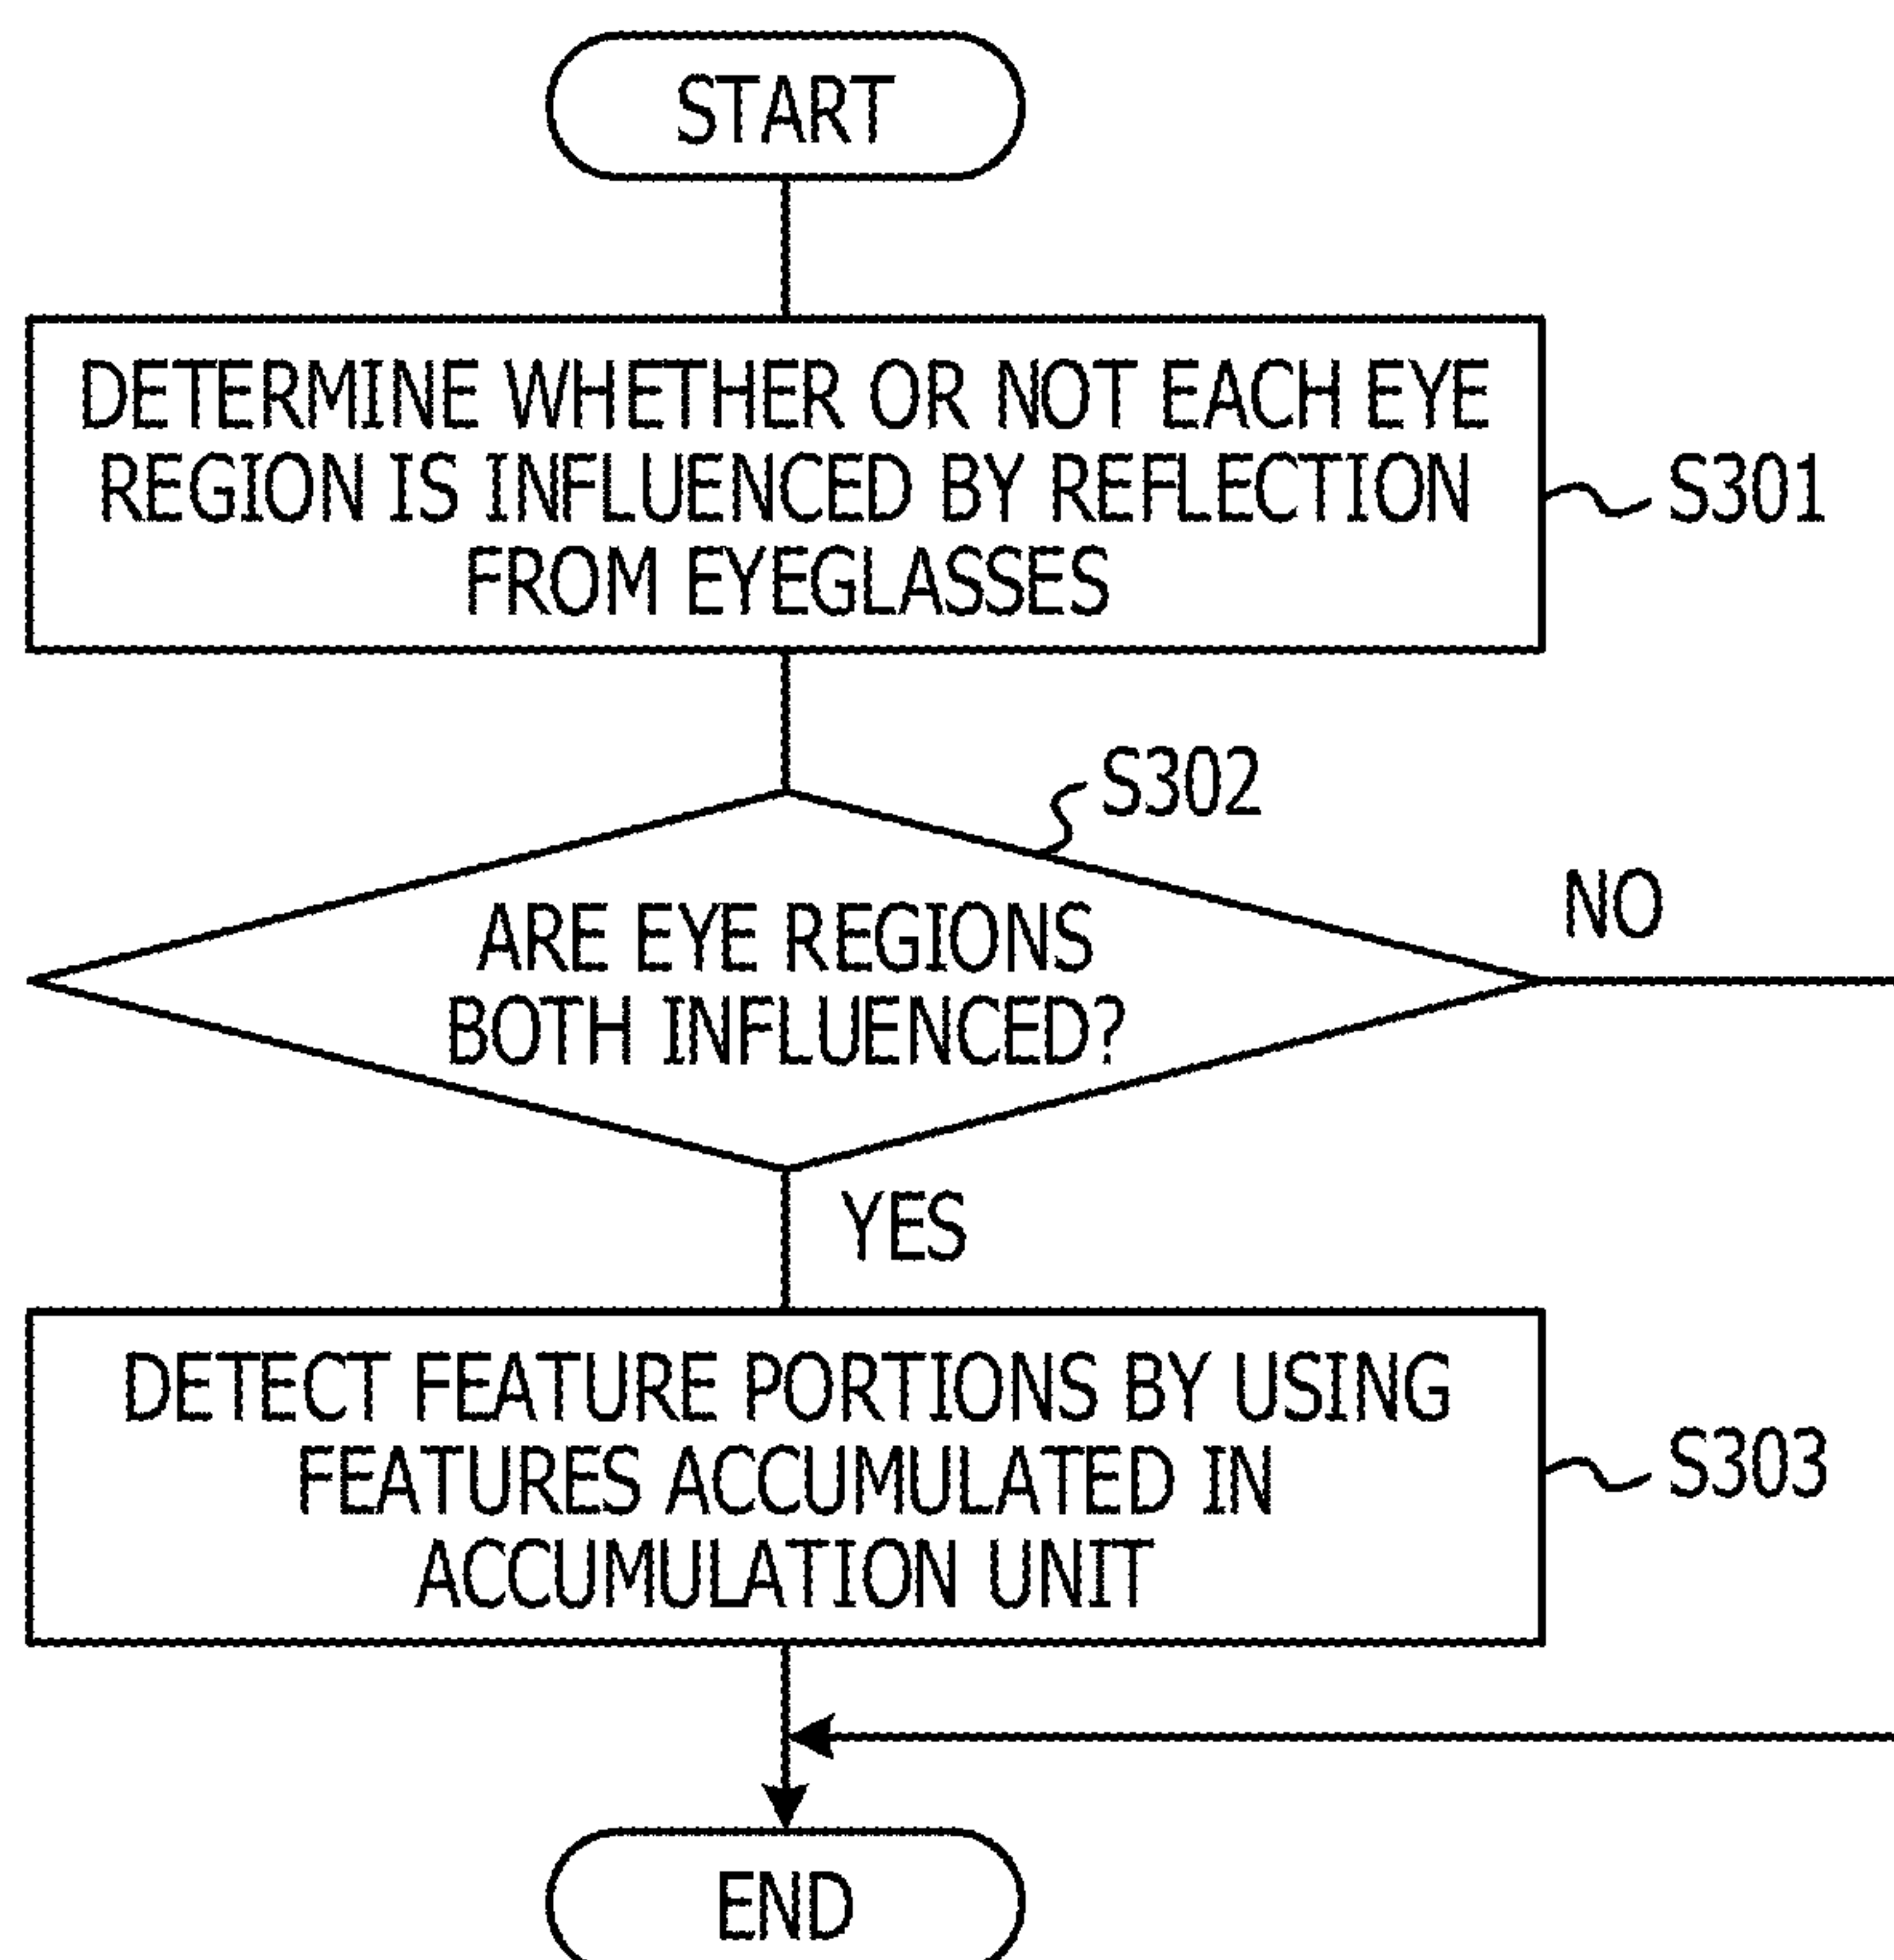 START
DETERMINE WHETHER OR NOT EACH EYE
REGION IS INFLUENCED BY REFLECTION
FROM EYEGLASSES
S301
S302
ARE EYE REGIONS
BOTH INFLUENCED?
NO
YES
DETECT FEATURE PORTIONS BY USING
FEATURES ACCUMULATED IN
ACCUMULATION UNIT
S303
END